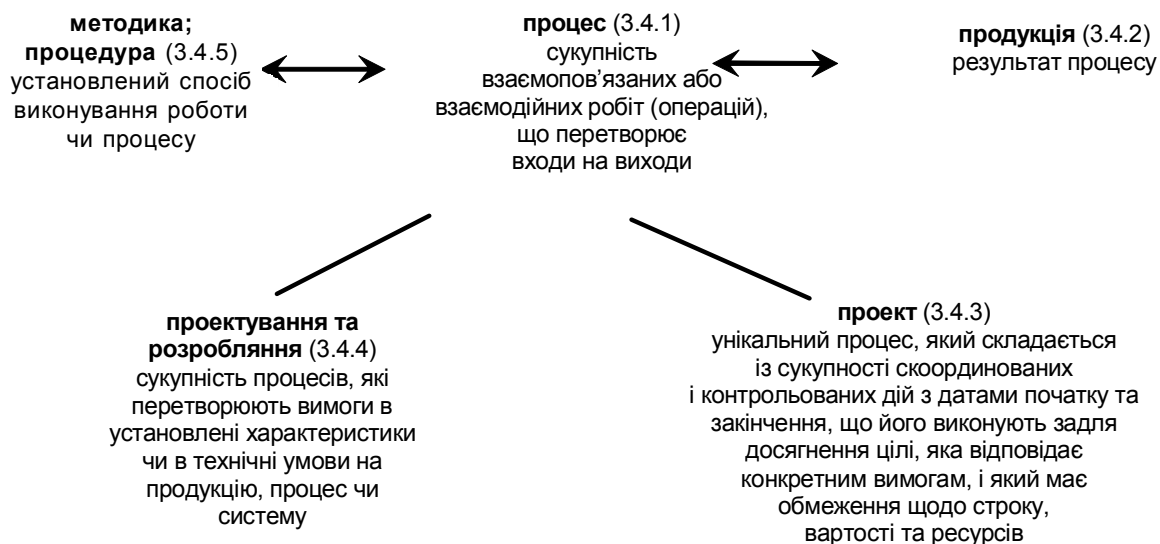 методика;
процедура (3.4.5)
установлений спосіб
виконування роботи
чи процесу
процес (3.4.1)
сукупність
взаємопов’язаних або
взаємодійних робіт (операцій),
що перетворює
входи на виходи
продукція (3.4.2)
результат процесу
проектування та
розробляння (3.4.4)
сукупність процесів, які
перетворюють вимоги в
установлені характеристики
чи в технічні умови на
продукцію, процес чи
систему
проект (3.4.3)
унікальний процес, який складається
із сукупності скоординованих
і контрольованих дій з датами початку та
закінчення, що його виконують задля
досягнення цілі, яка відповідає
конкретним вимогам, і який має
обмеження щодо строку,
вартості та ресурсів